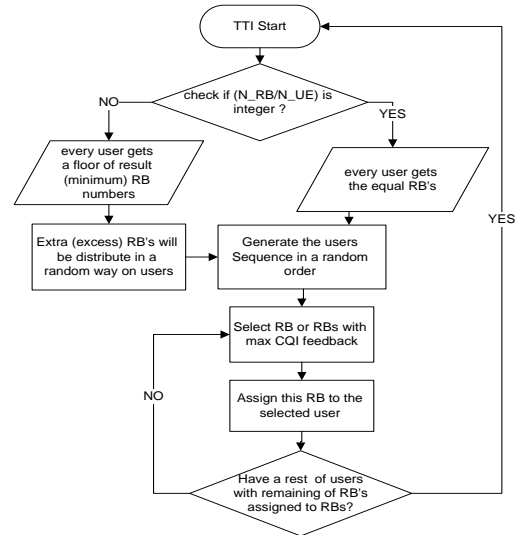 TTI Start
check if (N_RB/N_UE) is
integer ?
NO
YES
every user gets
a floor of result
(minimum) RB
numbers
every user gets
the equal RB's
YES
Extra (excess) RB's will
be distribute in a
random way on users
Generate the users
Sequence in a random
order
Select RB or RBs with
max CQI feedback
NO
Assign this RB to the
selected user
Have a rest of users
with remaining of RB's
assigned to RBs?